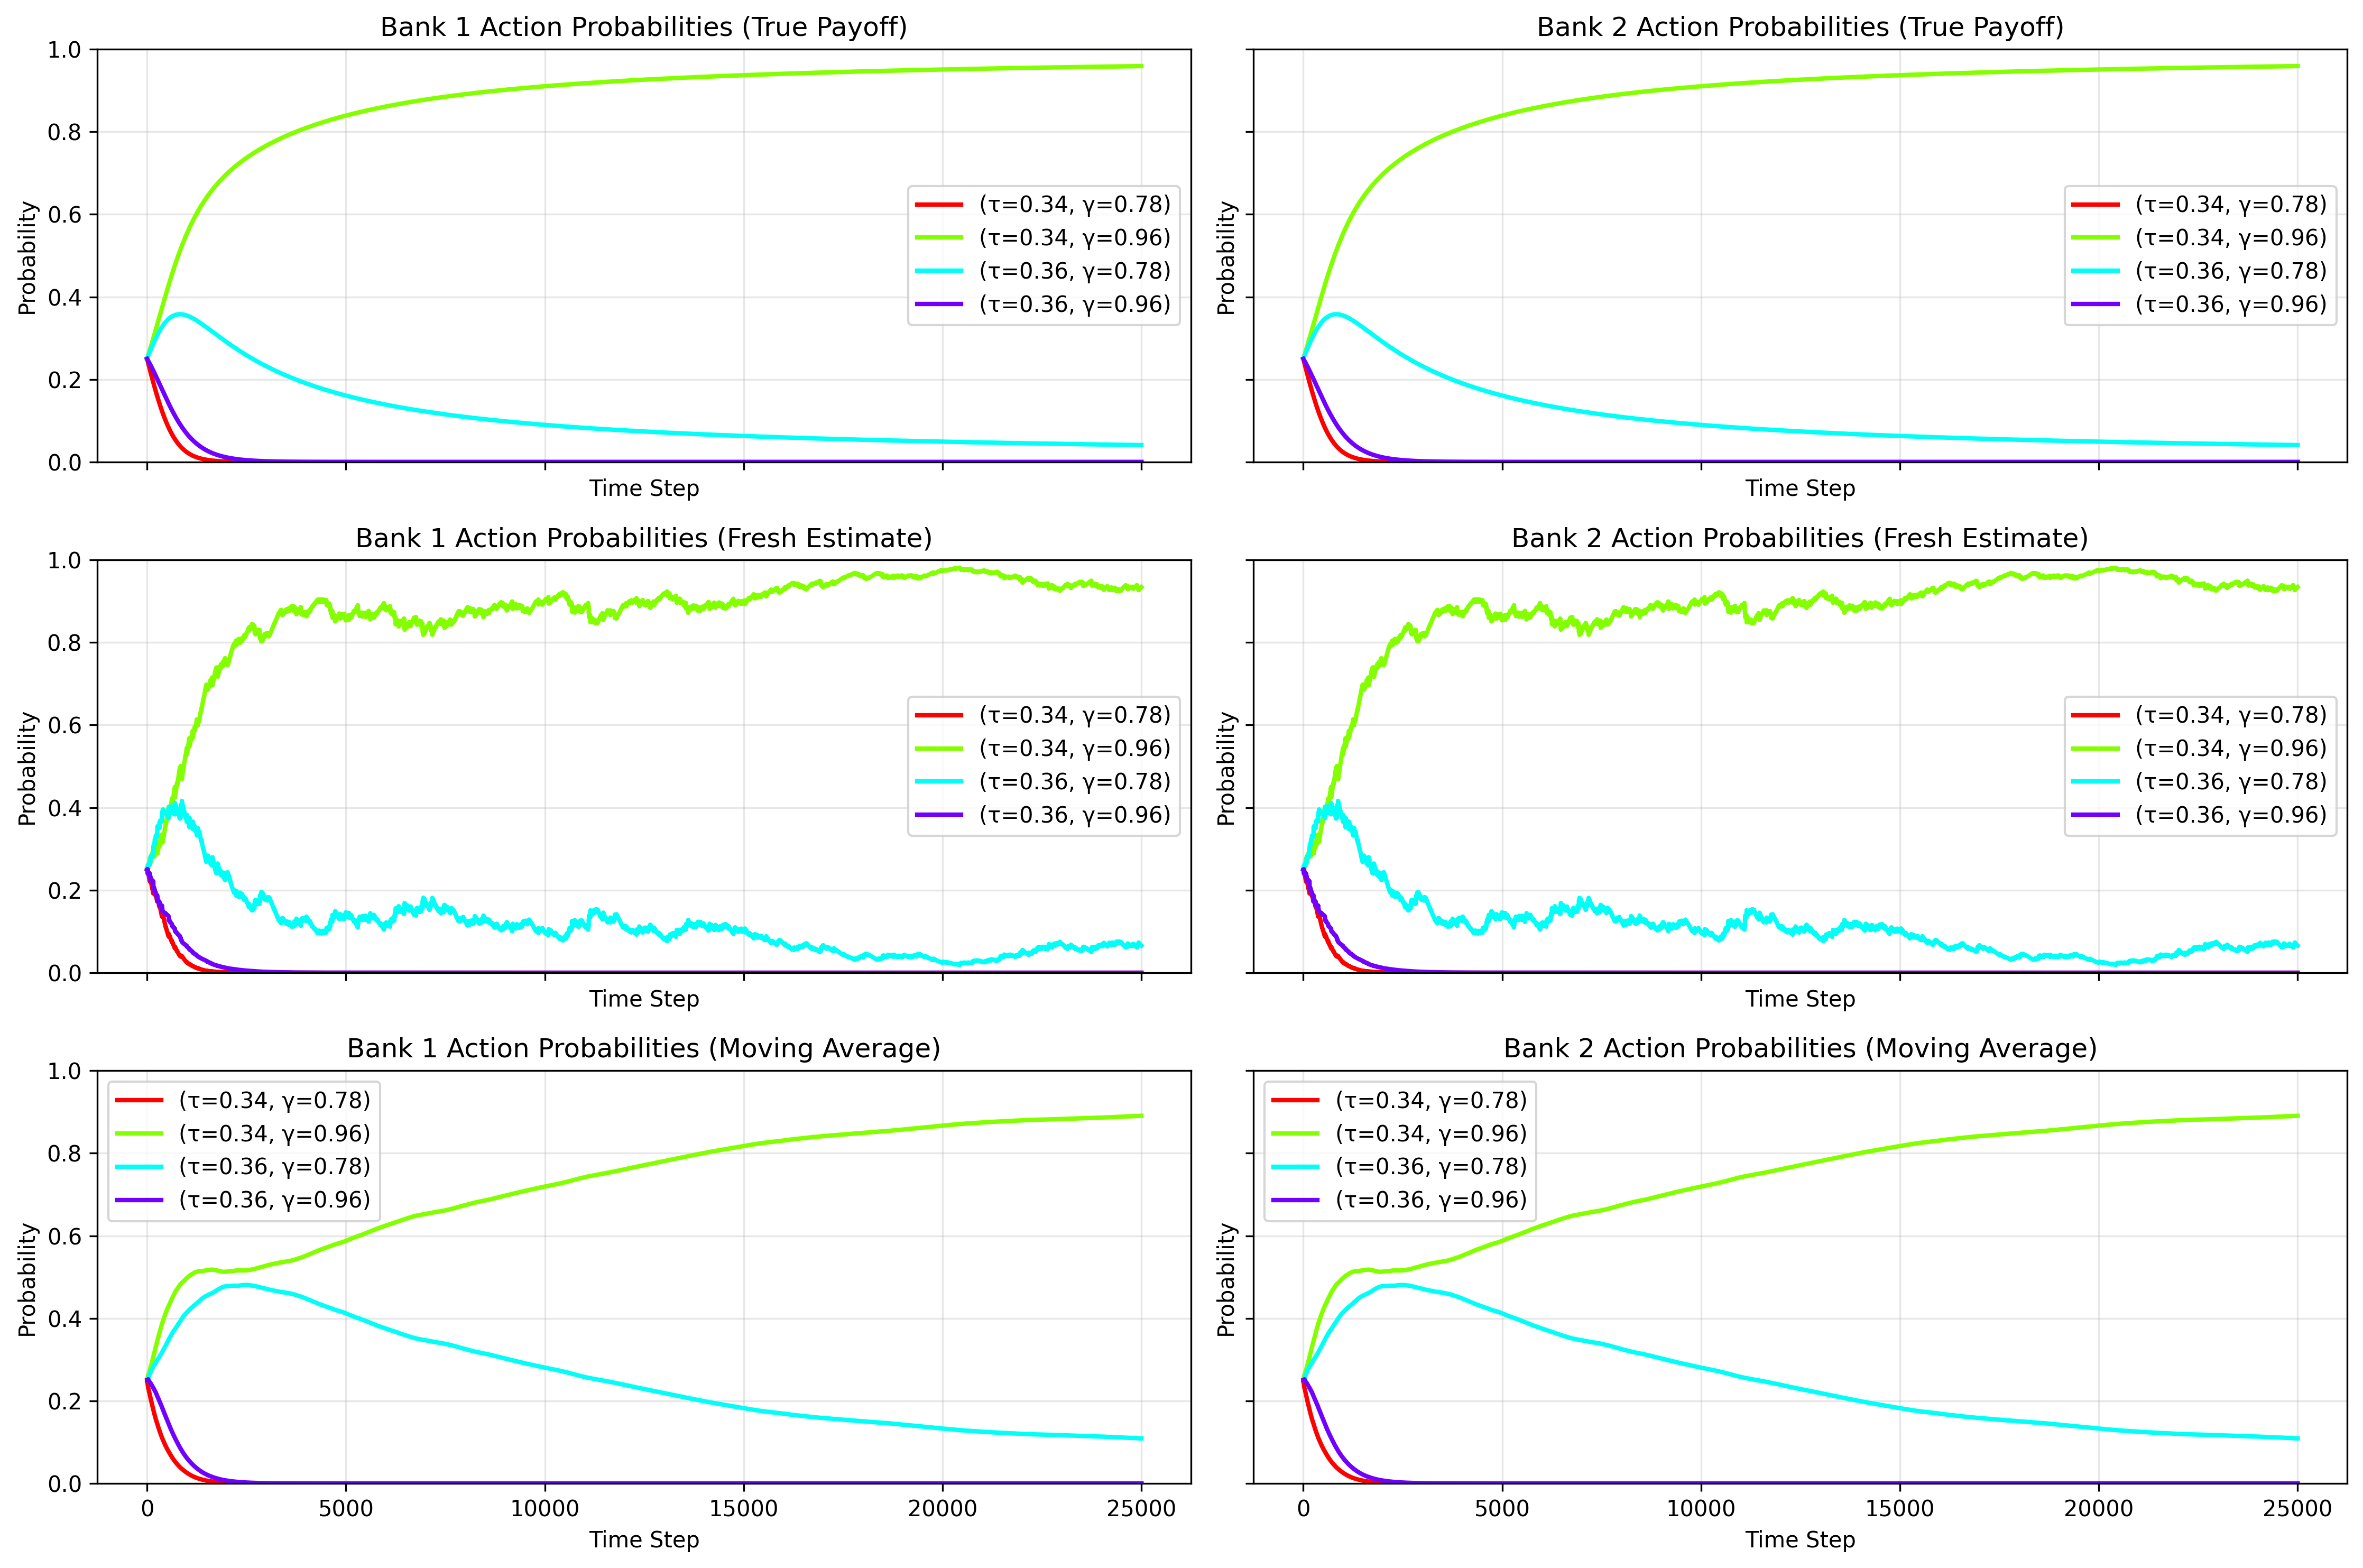 Bank 1 Action Probabilities (True Payoff)
1.0
0.8
0.6
0.4
0.2
0.0
Probability
(τ=0.34, γ=0.78)
(τ=0.34, γ=0.96)
(τ=0.36, γ=0.78)
(τ=0.36, γ=0.96)
Time Step
Bank 2 Action Probabilities (True Payoff)
Probability
(τ=0.34, γ=0.78)
(τ=0.34, γ=0.96)
(τ=0.36, γ=0.78)
(τ=0.36, γ=0.96)
Time Step
Bank 1 Action Probabilities (Fresh Estimate)
1.0
0.8
0.6
0.4
0.2
0.0
Probability
(τ=0.34, γ=0.78)
(τ=0.34, γ=0.96)
(τ=0.36, γ=0.78)
(τ=0.36, γ=0.96)
Time Step
Bank 2 Action Probabilities (Fresh Estimate)
Probability
(τ=0.34, γ=0.78)
(τ=0.34, γ=0.96)
(τ=0.36, γ=0.78)
(τ=0.36, γ=0.96)
Time Step
Bank 1 Action Probabilities (Moving Average)
1.0
0.8
0.6
0.4
0.2
0.0
Probability
(τ=0.34, γ=0.78)
(τ=0.34, γ=0.96)
(τ=0.36, γ=0.78)
(τ=0.36, γ=0.96)
0 5000 10000 15000 20000 25000
Time Step
Bank 2 Action Probabilities (Moving Average)
Probability
(τ=0.34, γ=0.78)
(τ=0.34, γ=0.96)
(τ=0.36, γ=0.78)
(τ=0.36, γ=0.96)
0 5000 10000 15000 20000 25000
Time Step